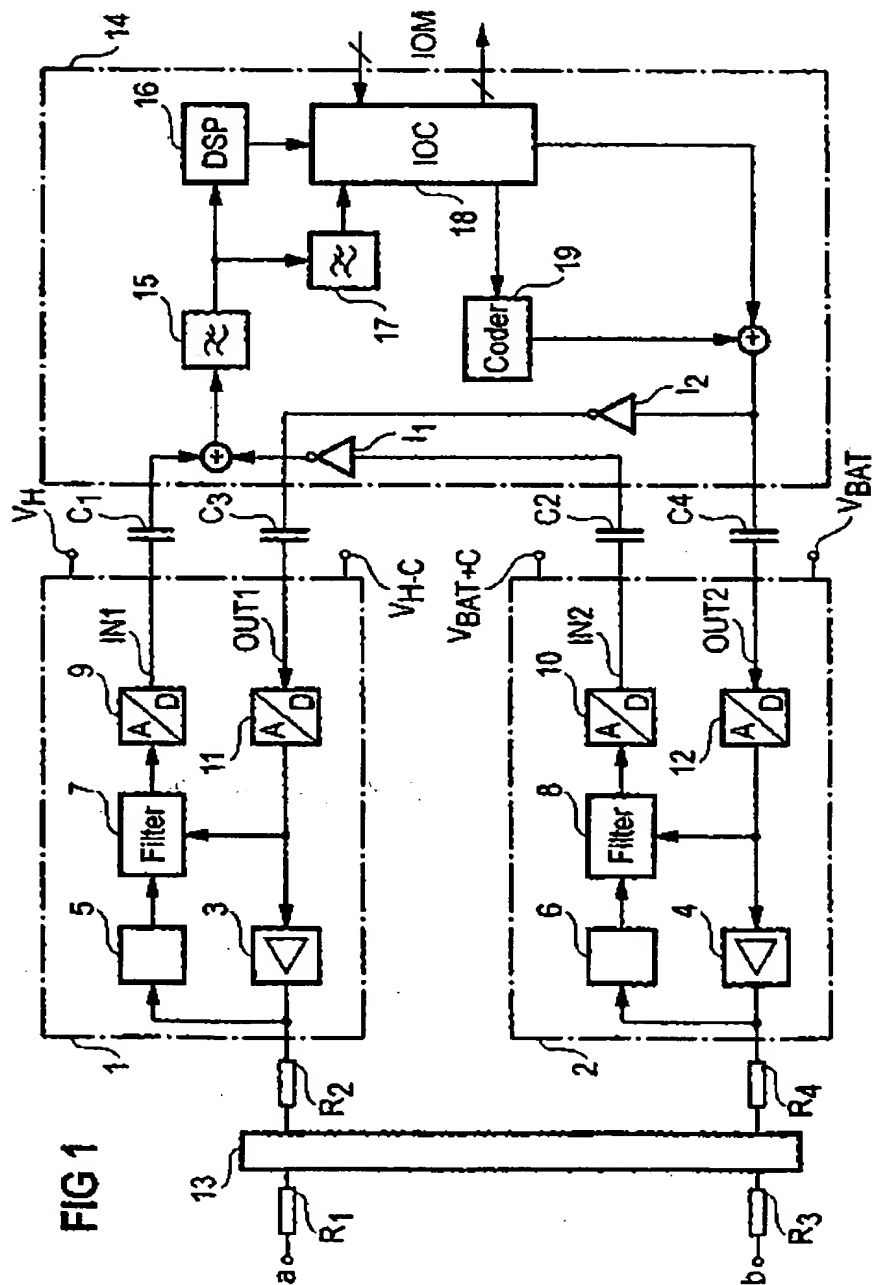 FIG 1
a
R1
13
R2
1
5
3
7
Filter
9
A
D
IN1
11
A
D
OUT1
VH
C1
C3
VH-C
14
15
16
DSP
17
IOC
18
IOM
Coder
19
I1
I2
+
+
b
R3
R4
2
6
4
8
Filter
10
A
D
IN2
12
A
D
OUT2
VBAT+C
C2
C4
VBAT